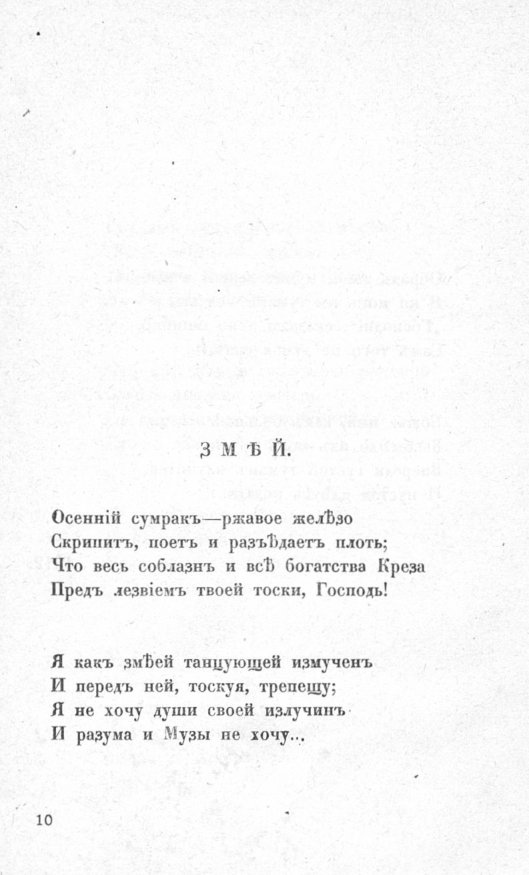 ЗМѢЙ.
Осенній сумракъ—ржавое желѣзо
Скрипитъ, поетъ и разъѣдаетъ плоть;
Что весь соблазнъ и всѣ богатства Креза
Предъ лезвіемъ твоей тоски, Господь!
Я какъ змѣей танцующей измученъ
И передъ ней, тоскуя, трепещу;
Я не хочу души своей излучинъ
И разума и Музы не хочу...
10